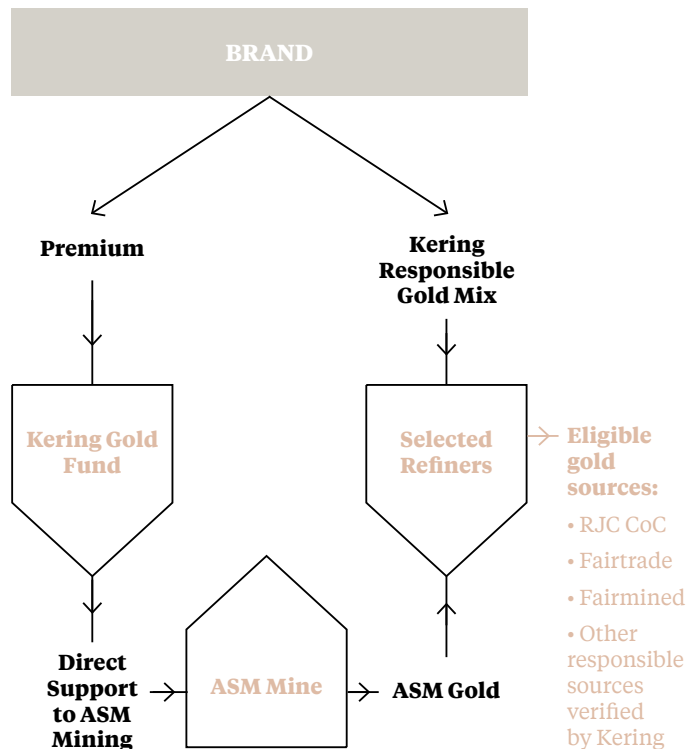 BRAND
Premium
Kering
Responsible
Gold Mix
Kering Gold
Fund
Selected
Refiners
Eligible
gold
sources:
• RJC CoC
• Fairtrade
• Fairmined
• Other
responsible
sources
verified
by Kering
Direct
Support
to ASM
Mining
ASM Mine
ASM Gold